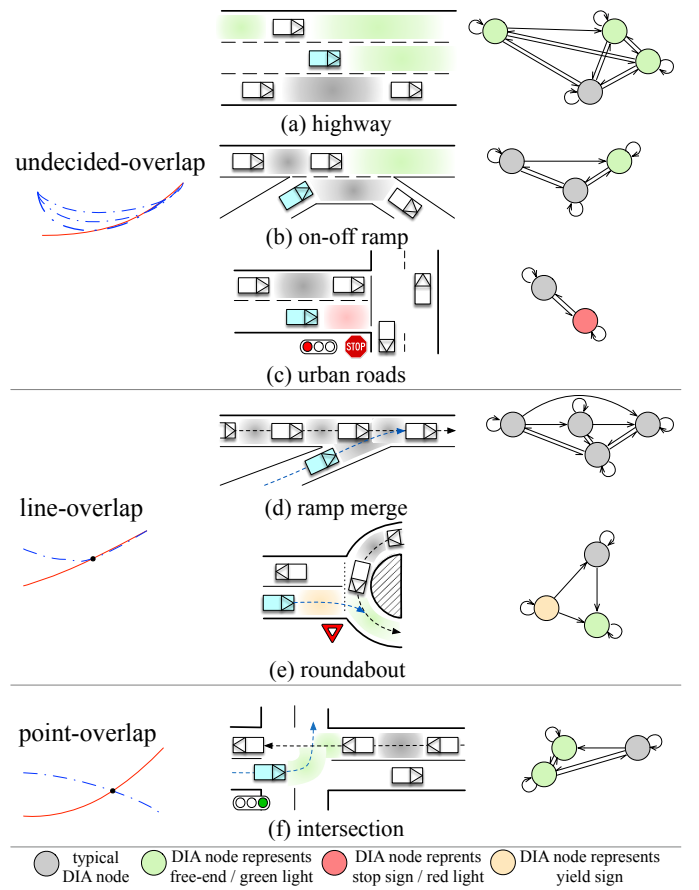 (a) highway
undecided-overlap
(b) on-off ramp
STOP
(c) urban roads
(d) ramp merge
line-overlap
(e) roundabout
point-overlap
(f) intersection
typical
DIA node
DIA node represents
free-end / green light
DIA node reprents
stop sign / red light
DIA node represents
yield sign